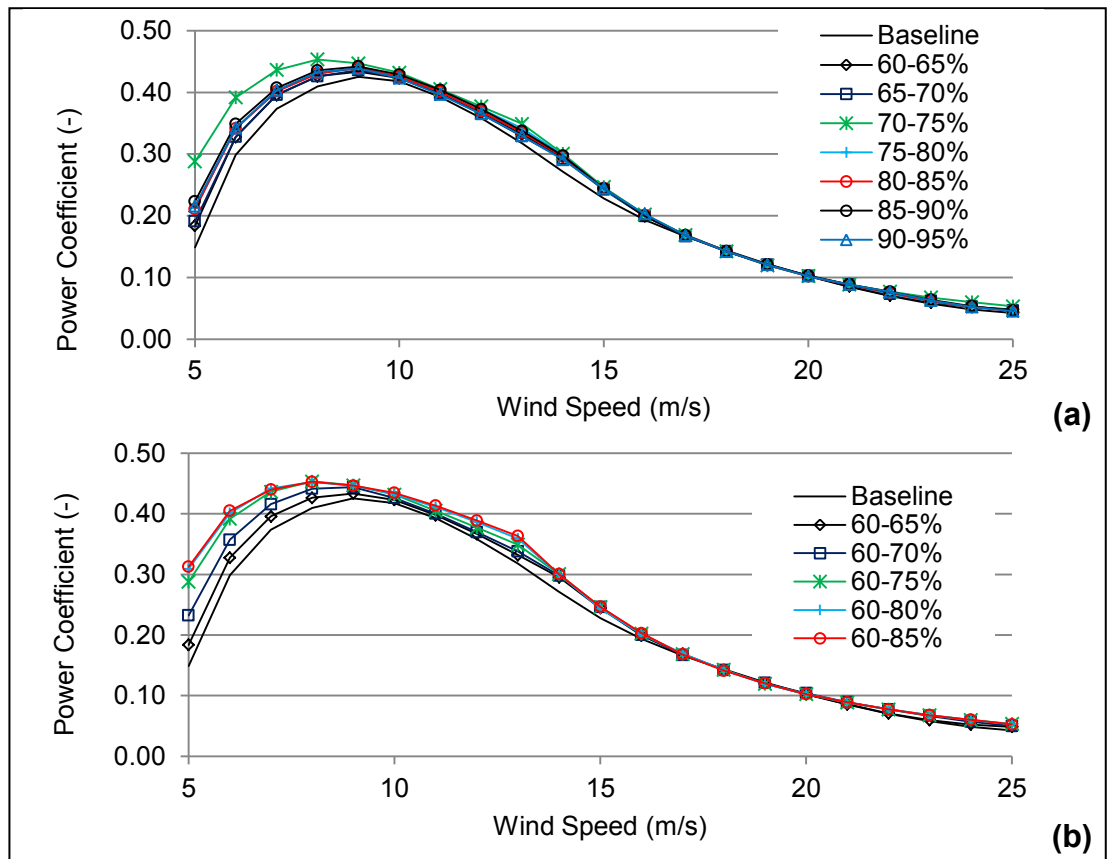 0.50
0.40
0.30
0.20
0.10
0.00
Power Coefficient (-)
5 10 15 20 25
Wind Speed (m/s)
Baseline
60-65%
65-70%
70-75%
75-80%
80-85%
85-90%
90-95%
(a)
0.50
0.40
0.30
0.20
0.10
0.00
Power Coefficient (-)
5 10 15 20 25
Wind Speed (m/s)
Baseline
60-65%
60-70%
60-75%
60-80%
60-85%
(b)